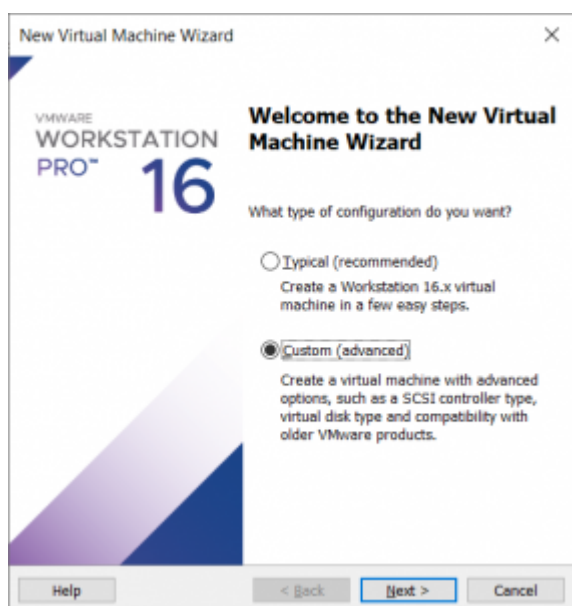 New Virtual Machine Wizard
VMWARE
WORKSTATION
PRO™
16
Welcome to the New Virtual
Machine Wizard
What type of configuration do you want?
Typical (recommended)
Create a Workstation 16.x virtual
machine in a few easy steps.
Custom (advanced)
Create a virtual machine with advanced
options, such as a SCSI controller type,
virtual disk type and compatibility with
older VMware products.
Help
< Back
Next >
Cancel